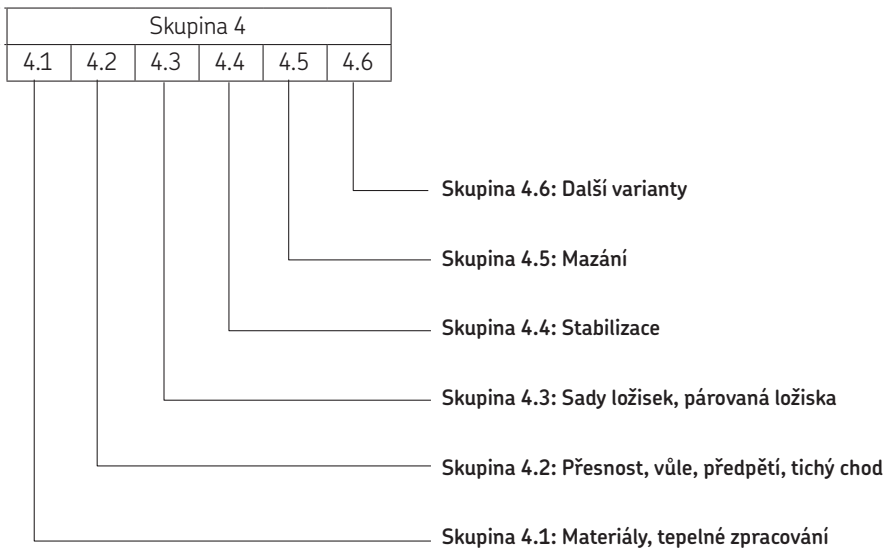 Skupina 4
4.1 4.2 4.3 4.4 4.5 4.6
Skupina 4.6: Další varianty
Skupina 4.5: Mazání
Skupina 4.4: Stabilizace
Skupina 4.3: Sady ložisek, párovaná ložiska
Skupina 4.2: Přesnost, vůle, předpětí, tichý chod
Skupina 4.1: Materiály, tepelné zpracování